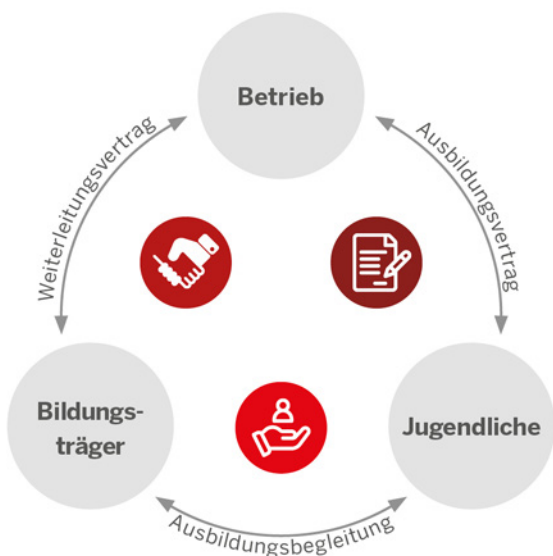 Betrieb
Weiterleitungsvertrag
Ausbildungsvertrag
Bildungs-
träger
Jugendliche
Ausbildungsbegleitung